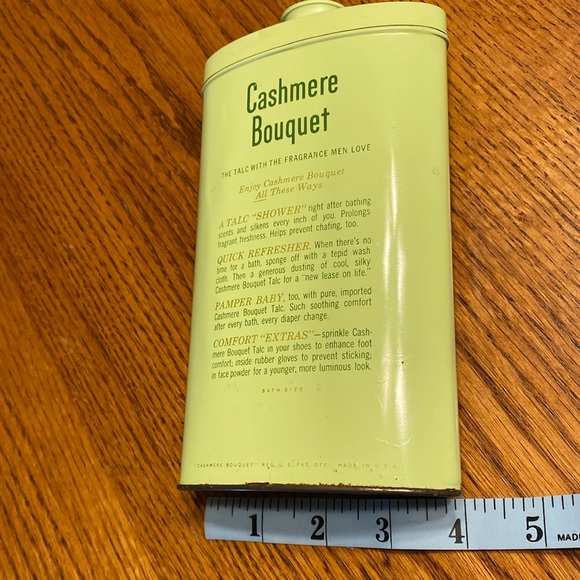 Cashmere
Bouquet
THE TALC WITH THE FRAGRANCE MEN LOVE
Enjoy Cashmere Bouquet
All These Ways
A TALC "SHOWER" right after bathing
scents and silkens every inch of you. Prolongs
fragrant freshness. Helps prevent chafing, too.
QUICK REFRESHER. When there's no
time for a bath, sponge off with a tepid wash
cloth. Then a generous dusting of cool, silky
Cashmere Bouquet Talc for a "new lease on life."
PAMPER BABY, too, with pure, imported
Cashmere Bouquet Talc. Such soothing comfort
after every bath, every diaper change.
COMFORT "EXTRAS"—sprinkle Cash-
mere Bouquet Talc in your shoes to enhance foot
comfort; inside rubber gloves to prevent sticking;
in face powder for a younger, more luminous look.
BATH SIZE
"CASHMERE BOUQUET" REG. U.S. PAT. OFF. MADE IN U.S.A.
1 2 3 4 5
MADE